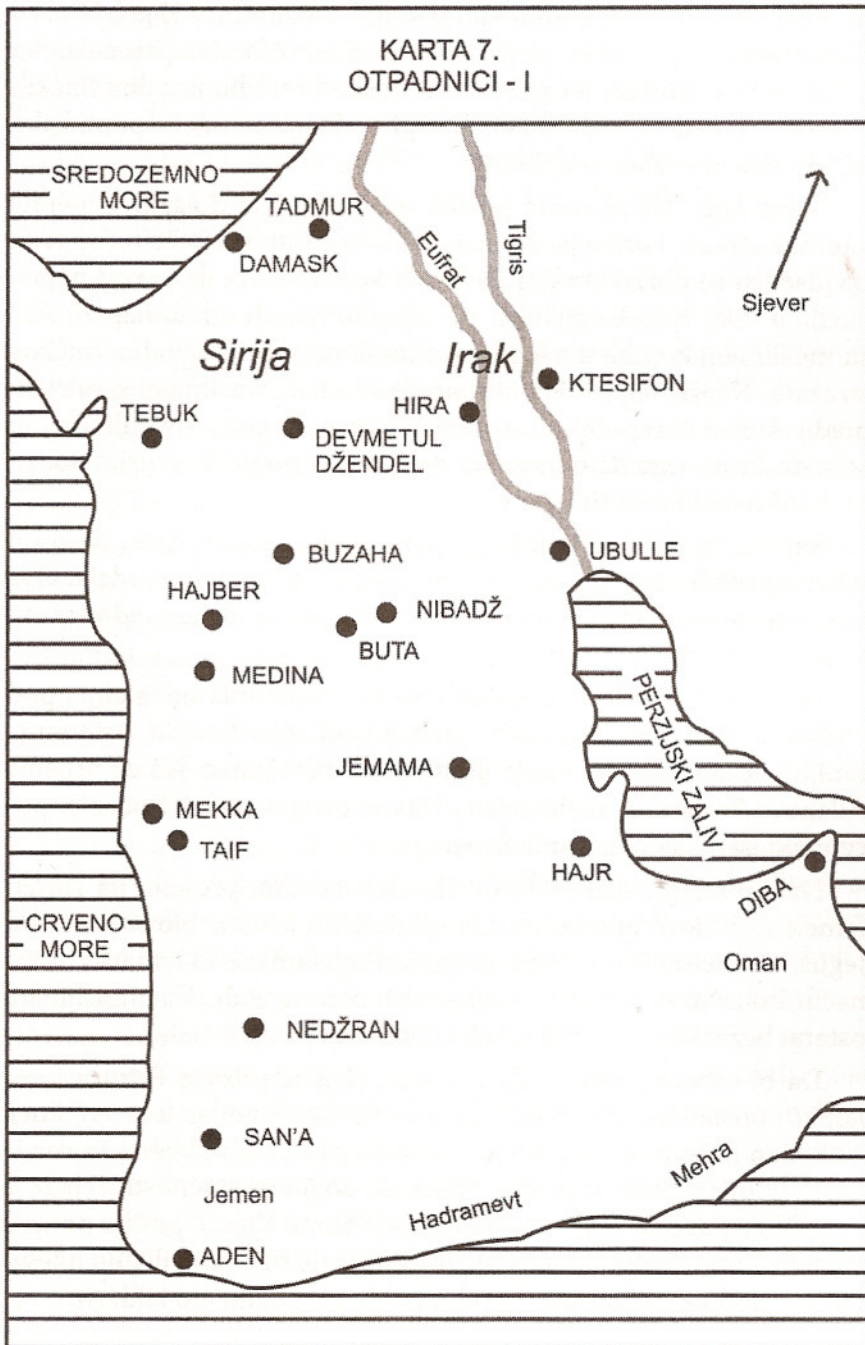 KARTA 7.
OTPADNICI - I
SREDOZEMNO
MORE
TADMUR
DAMASK
Eufrat
Tigris
Sjever
Sirija
Irak
KTESIFON
HIRA
TEBUK
DEVMETUL
DŽENDEL
BUZAHA
UBULLE
HAJBER
NIBADŽ
BUTA
MEDINA
PERZIJSKI ZALIV
JEMAMA
MEKKA
TAIF
HAJR
DIBA
CRVENO
MORE
Oman
NEDŽRAN
SAN'A
Jemen
Hadramevt
Mehra
ADEN